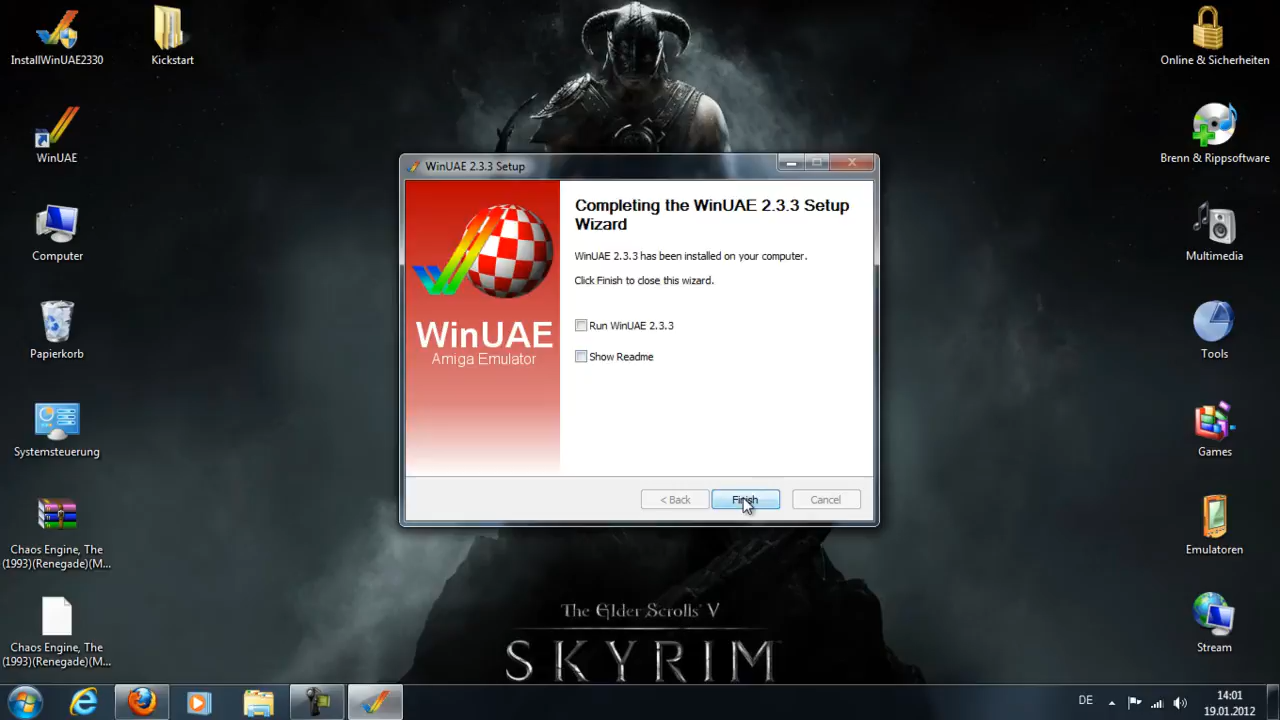 InstallWinUAE2330
Kickstart
WinUAE
Computer
Papierkorb
Systemsteuerung
Chaos Engine, The
(1993)(Renegade)(M...
Chaos Engine, The
(1993)(Renegade)(M...
WinUAE 2.3.3 Setup
WinUAE
Amiga Emulator
Completing the WinUAE 2.3.3 Setup
Wizard
WinUAE 2.3.3 has been installed on your computer.
Click Finish to close this wizard.
Run WinUAE 2.3.3
Show Readme
< Back
Finish
Cancel
The Elder Scrolls V
SKYRIM
Online & Sicherheiten
Brenn & Rippsoftware
Multimedia
Tools
Games
Emulatoren
Stream
DE
14:01
19.01.2012